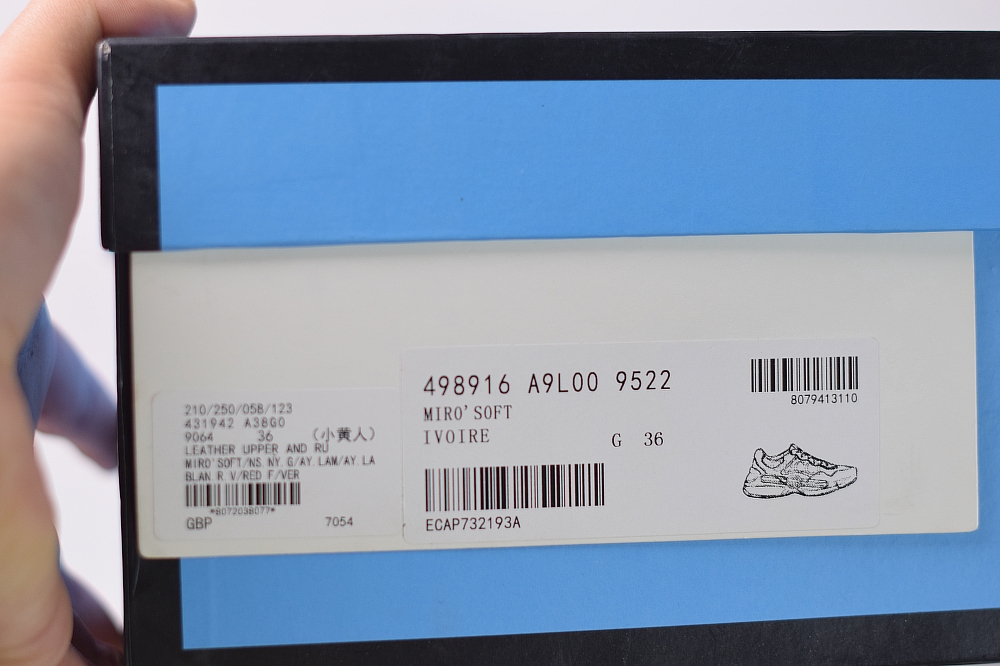 210/250/058/123
431942 A38G0
9064 36 (小黄人)
LEATHER UPPER AND RU
MIRO'SOFT/NS.NY.G/AY.LAM/AY.LA
BLAN.R.V/RED F/VER
*8072038077*
GBP 7054
498916 A9L00 9522
MIRO'SOFT
IVOIRE
G 36
ECAP732193A
8079413110